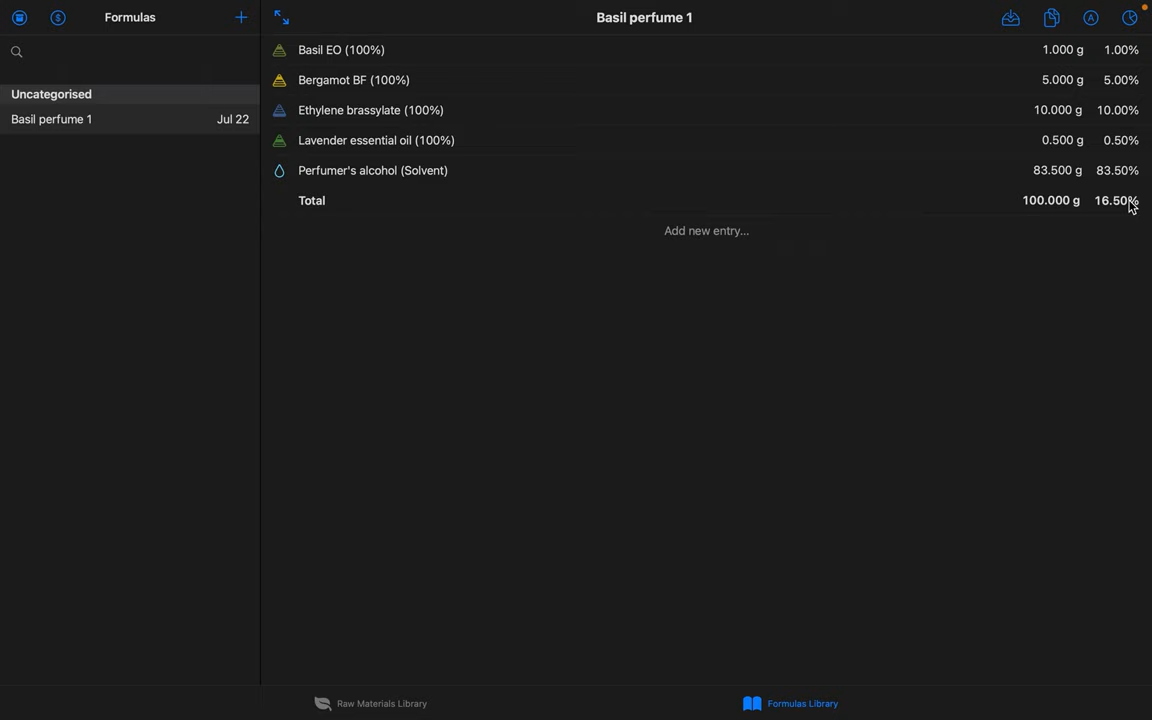 Formulas
Basil perfume 1
Uncategorised
Basil perfume 1 Jul 22
Basil EO (100%) 1.000 g 1.00%
Bergamot BF (100%) 5.000 g 5.00%
Ethylene brassylate (100%) 10.000 g 10.00%
Lavender essential oil (100%) 0.500 g 0.50%
Perfumer's alcohol (Solvent) 83.500 g 83.50%
Total 100.000 g 16.50%
Add new entry...
Raw Materials Library
Formulas Library